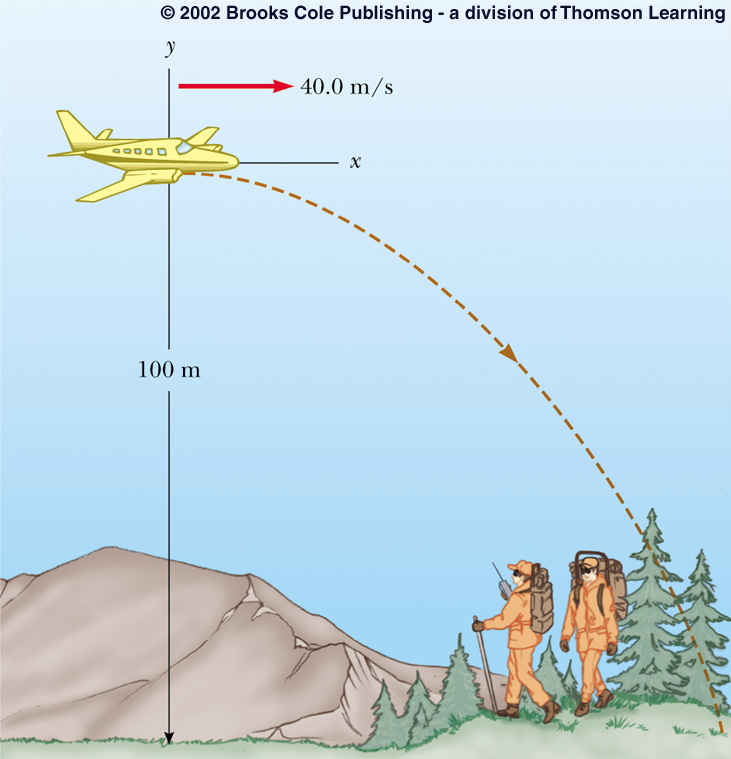 © 2002 Brooks Cole Publishing - a division of Thomson Learning
y
40.0 m/s
x
100 m